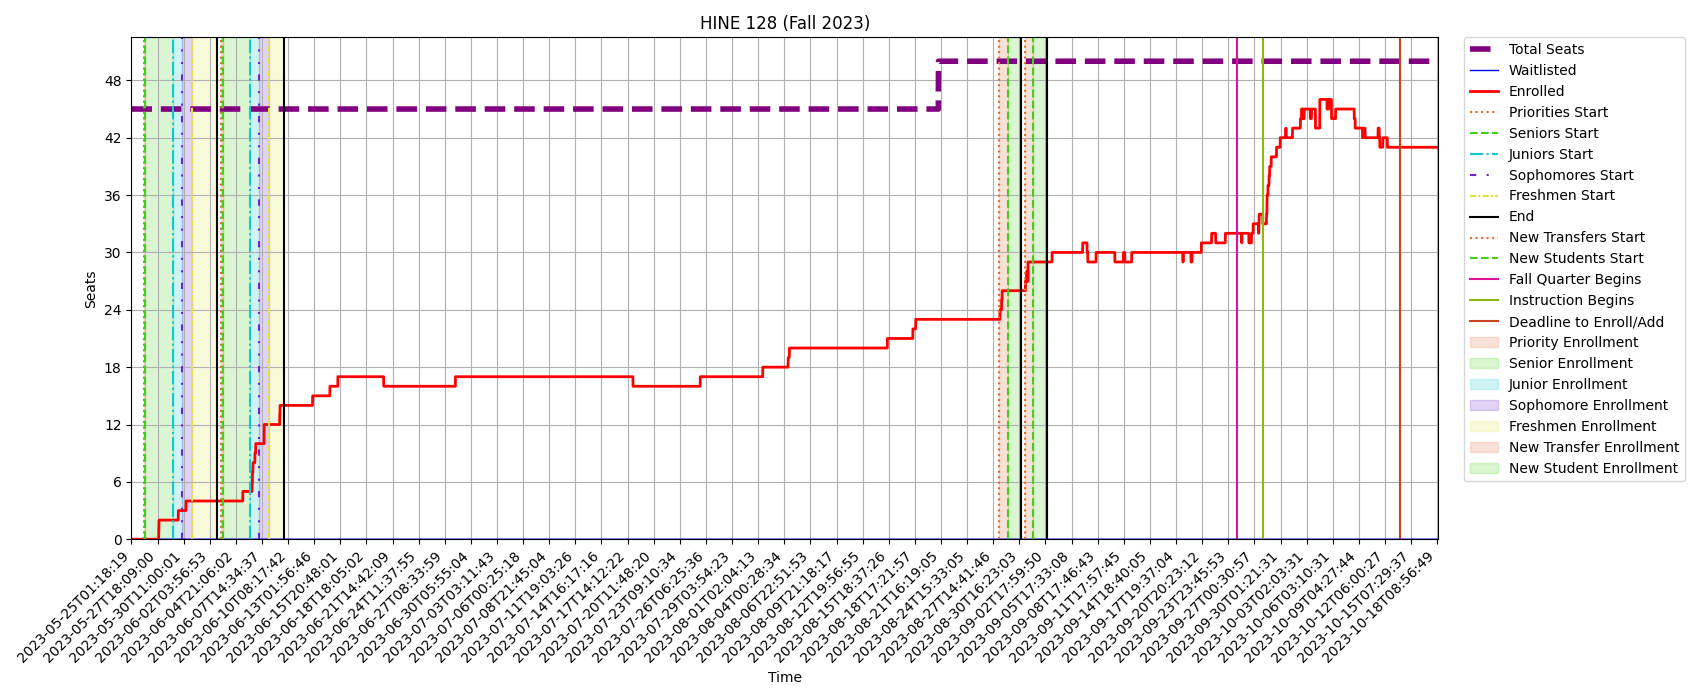 HINE 128 (Fall 2023)
Seats
48
42
36
30
24
18
12
6
0
2023-05-25T01:18:19
2023-05-27T18:09:00
2023-05-30T11:00:01
2023-06-02T03:56:53
2023-06-04T21:06:02
2023-06-07T14:34:37
2023-06-10T08:17:42
2023-06-13T01:56:46
2023-06-15T20:48:01
2023-06-18T18:05:02
2023-06-21T14:42:09
2023-06-24T11:37:55
2023-06-27T08:33:59
2023-06-30T05:55:04
2023-07-03T03:11:43
2023-07-06T00:25:18
2023-07-08T21:45:04
2023-07-11T19:03:26
2023-07-14T16:17:16
2023-07-17T14:12:22
2023-07-20T11:48:20
2023-07-23T09:10:34
2023-07-26T06:25:36
2023-07-29T03:54:23
2023-08-01T02:04:13
2023-08-04T00:28:34
2023-08-06T22:51:53
2023-08-09T21:18:17
2023-08-12T19:56:55
2023-08-15T18:37:26
2023-08-18T17:21:57
2023-08-21T16:19:05
2023-08-24T15:33:05
2023-08-27T14:41:46
2023-08-30T16:23:03
2023-09-02T17:59:50
2023-09-05T17:33:08
2023-09-08T17:46:43
2023-09-11T17:57:45
2023-09-14T18:40:05
2023-09-17T19:37:04
2023-09-20T20:23:12
2023-09-23T23:45:53
2023-09-27T00:30:57
2023-09-30T01:21:31
2023-10-03T02:03:31
2023-10-06T03:10:31
2023-10-09T04:27:44
2023-10-12T06:00:27
2023-10-15T07:29:37
2023-10-18T08:56:49
Time
Total Seats
Waitlisted
Enrolled
Priorities Start
Seniors Start
Juniors Start
Sophomores Start
Freshmen Start
End
New Transfers Start
New Students Start
Fall Quarter Begins
Instruction Begins
Deadline to Enroll/Add
Priority Enrollment
Senior Enrollment
Junior Enrollment
Sophomore Enrollment
Freshmen Enrollment
New Transfer Enrollment
New Student Enrollment